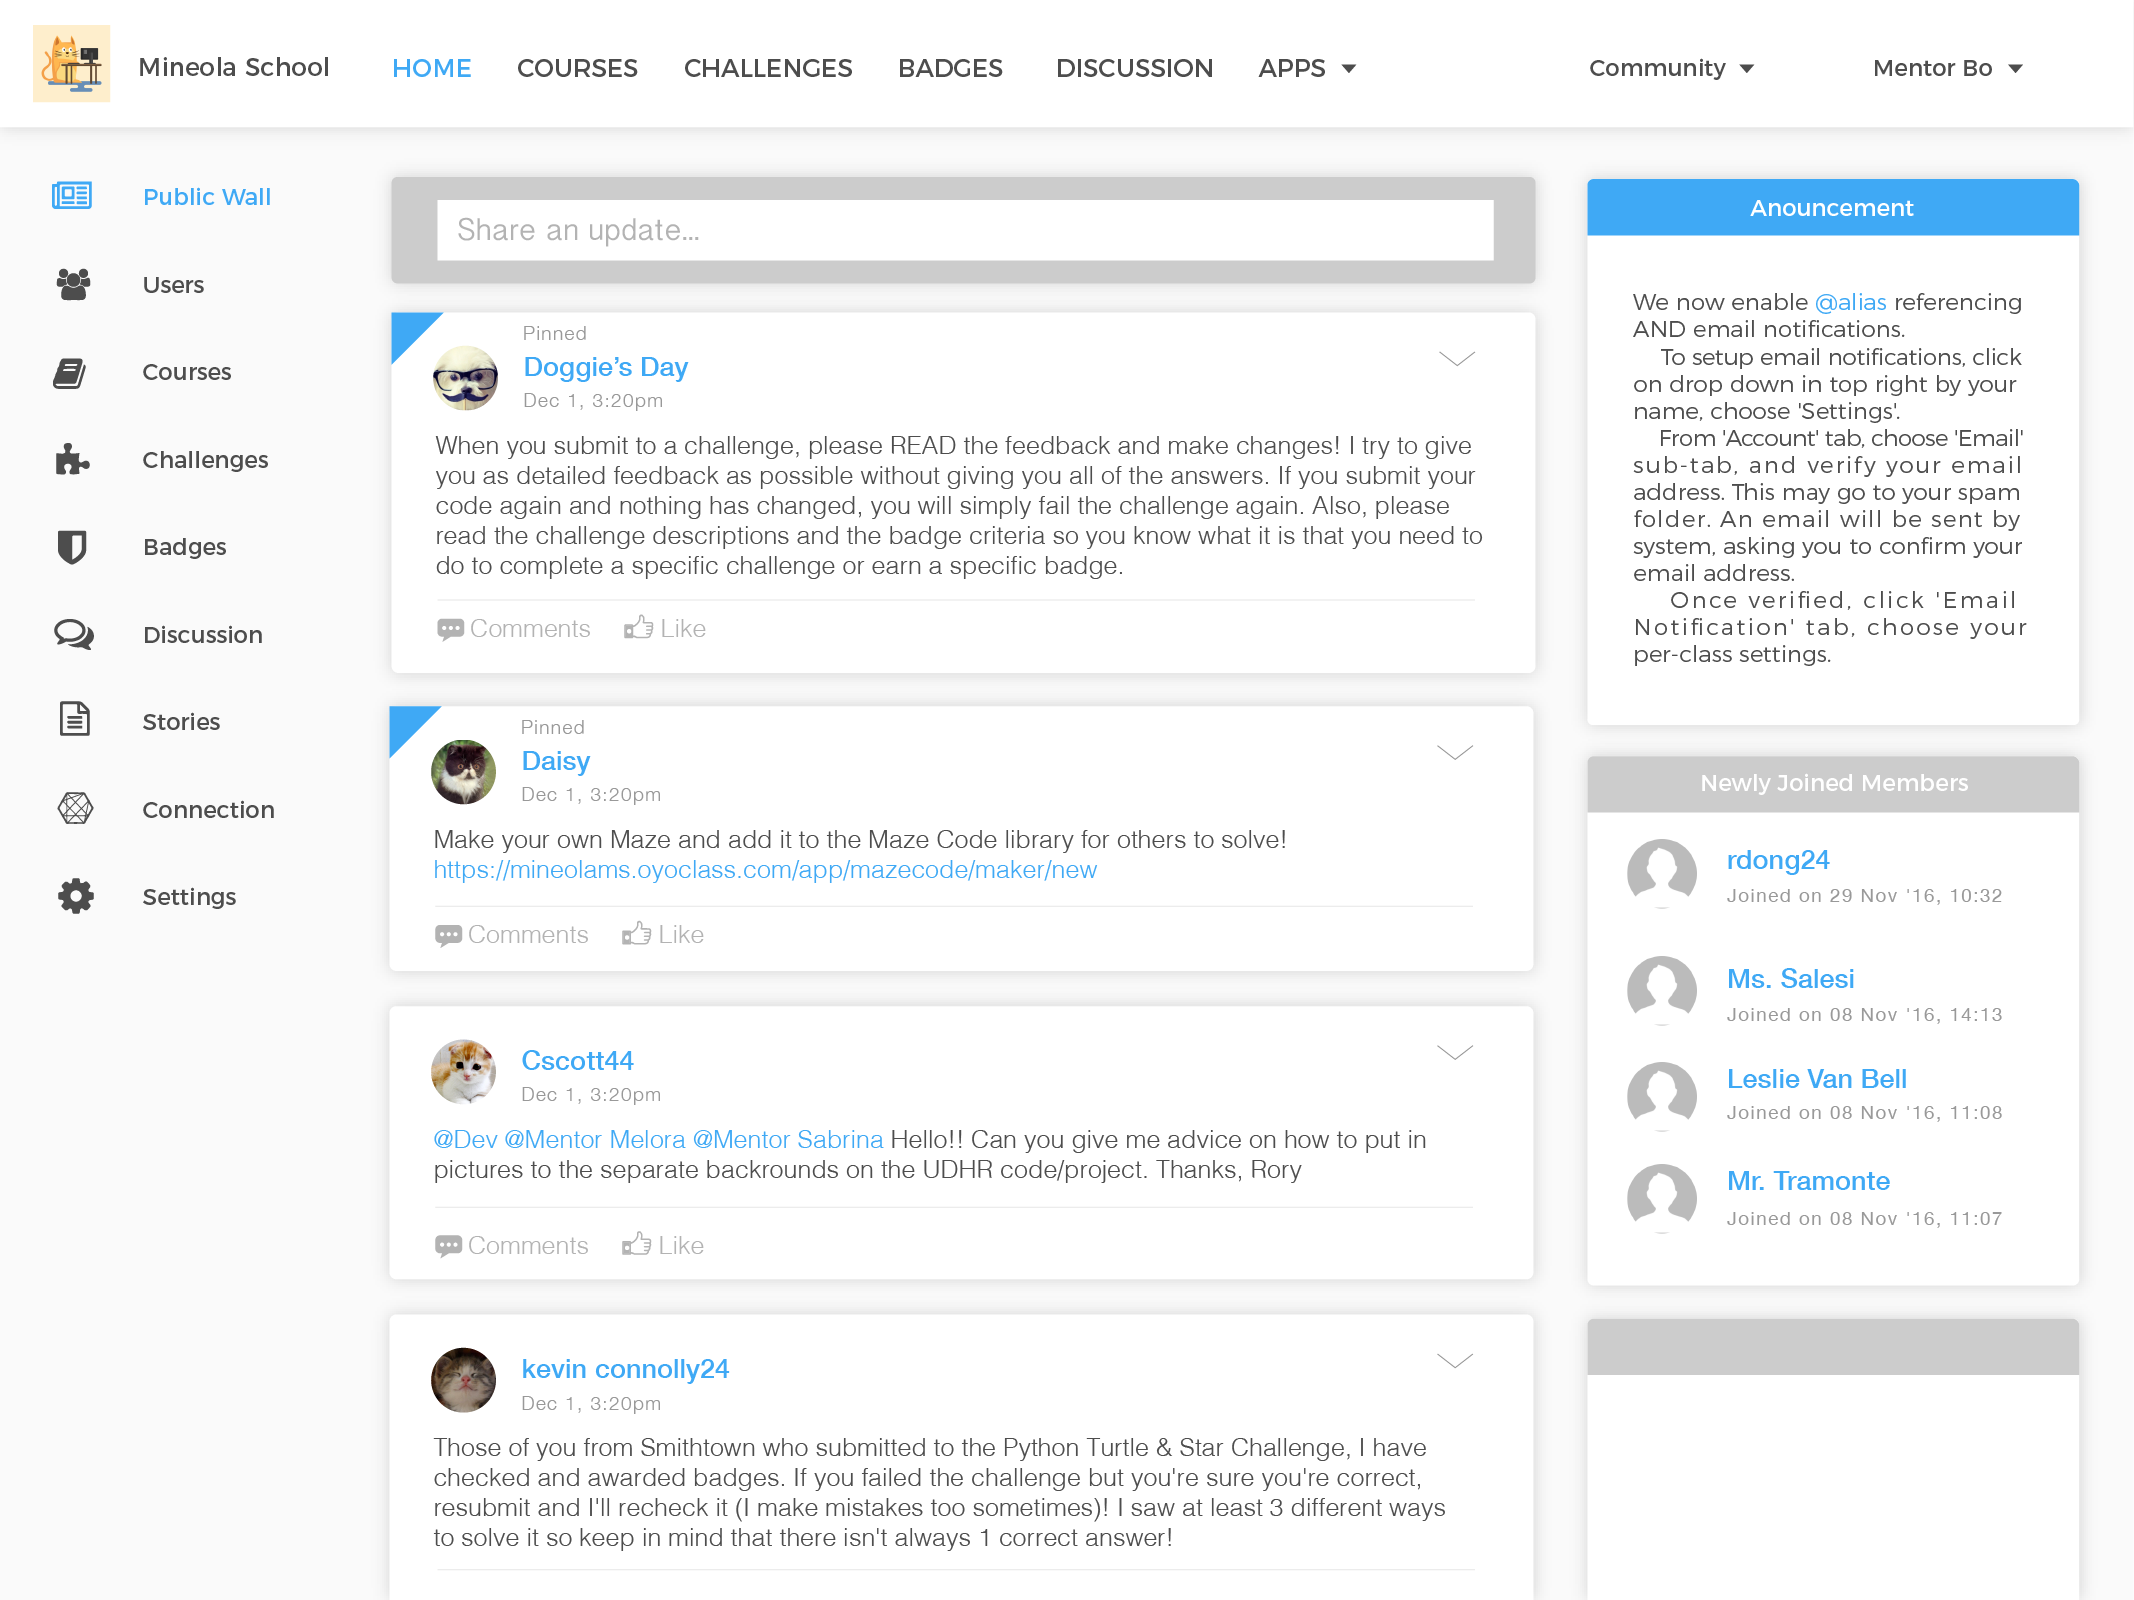 Mineola School
HOME
COURSES
CHALLENGES
BADGES
DISCUSSION
APPS
Community
Mentor Bo
Public Wall
Users
Courses
Challenges
Badges
Discussion
Stories
Connection
Settings
Share an update...
Pinned
Doggie’s Day
Dec 1, 3:20pm
When you submit to a challenge, please READ the feedback and make changes! I try to give
you as detailed feedback as possible without giving you all of the answers. If you submit your
code again and nothing has changed, you will simply fail the challenge again. Also, please
read the challenge descriptions and the badge criteria so you know what it is that you need to
do to complete a specific challenge or earn a specific badge.
Comments
Like
Pinned
Daisy
Dec 1, 3:20pm
Make your own Maze and add it to the Maze Code library for others to solve!
https://mineolams.oyoclass.com/app/mazecode/maker/new
Comments
Like
Cscott44
Dec 1, 3:20pm
@Dev @Mentor Melora @Mentor Sabrina Hello!! Can you give me advice on how to put in
pictures to the separate backrounds on the UDHR code/project. Thanks, Rory
Comments
Like
kevin connolly24
Dec 1, 3:20pm
Those of you from Smithtown who submitted to the Python Turtle & Star Challenge, I have
checked and awarded badges. If you failed the challenge but you're sure you're correct,
resubmit and I'll recheck it (I make mistakes too sometimes)! I saw at least 3 different ways
to solve it so keep in mind that there isn't always 1 correct answer!
Anouncement
We now enable @alias referencing
AND email notifications.
To setup email notifications, click
on drop down in top right by your
name, choose 'Settings'.
From 'Account' tab, choose 'Email'
sub-tab, and verify your email
address. This may go to your spam
folder. An email will be sent by
system, asking you to confirm your
email address.
Once verified, click 'Email
Notification' tab, choose your
per-class settings.
Newly Joined Members
rdong24
Joined on 29 Nov '16, 10:32
Ms. Salesi
Joined on 08 Nov '16, 14:13
Leslie Van Bell
Joined on 08 Nov '16, 11:08
Mr. Tramonte
Joined on 08 Nov '16, 11:07